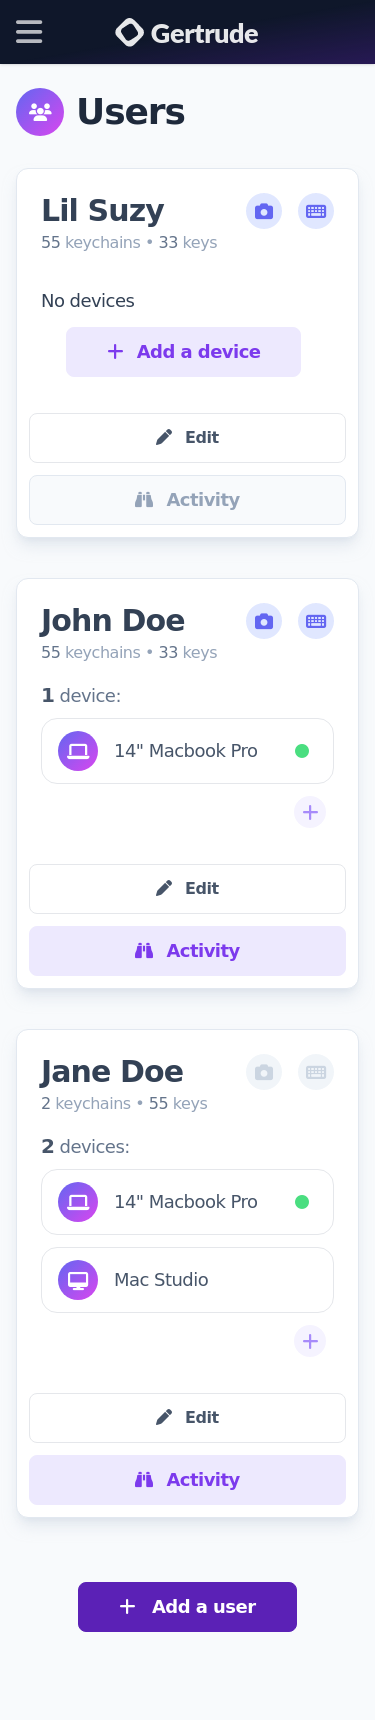 Gertrude
Users
Lil Suzy
55 keychains • 33 keys
No devices
+ Add a device
Edit
Activity
John Doe
55 keychains • 33 keys
1 device:
14" Macbook Pro
+
Edit
Activity
Jane Doe
2 keychains • 55 keys
2 devices:
14" Macbook Pro
Mac Studio
+
Edit
Activity
+ Add a user